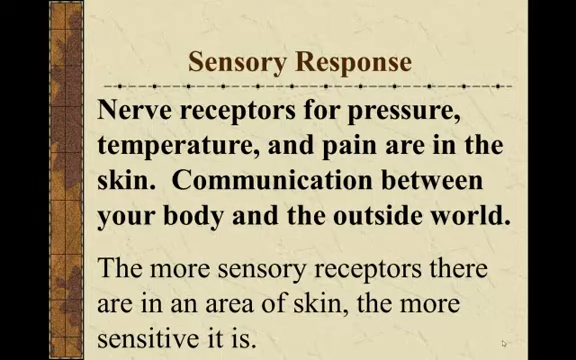 Sensory Response
Nerve receptors for pressure,
temperature, and pain are in the
skin.  Communication between
your body and the outside world.
The more sensory receptors there
are in an area of skin, the more
sensitive it is.